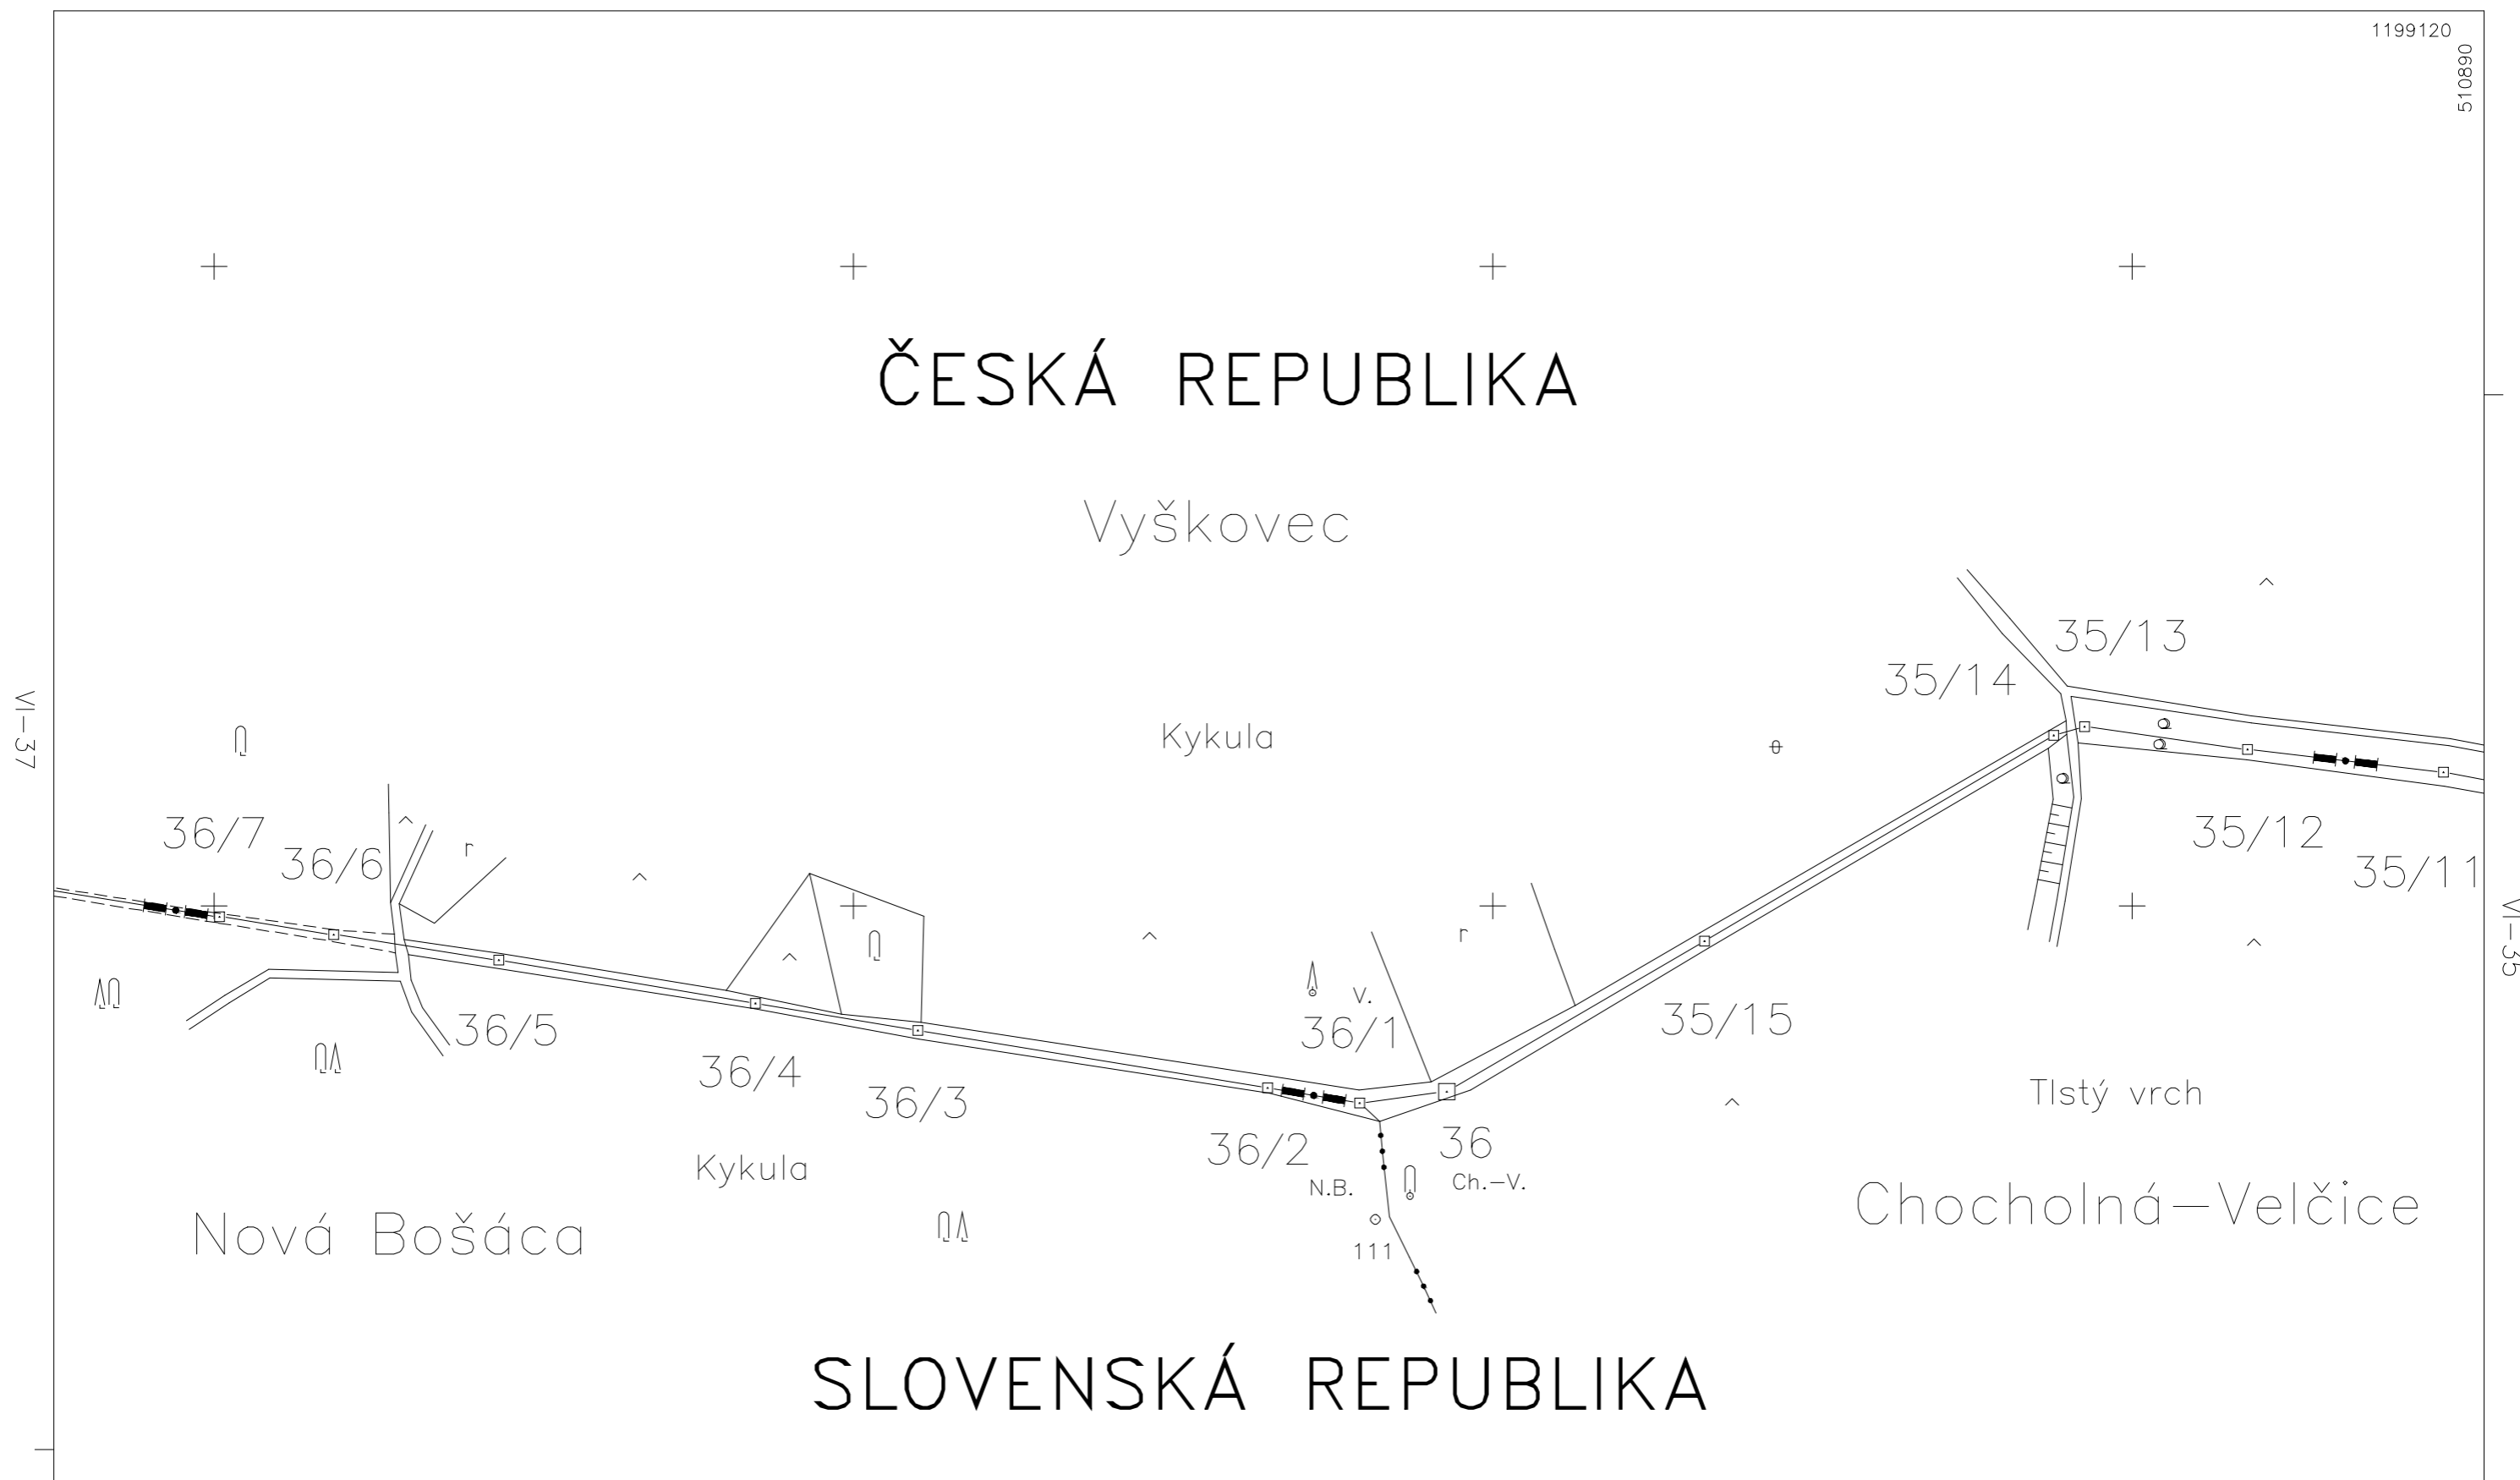 1199120
510890
ČESKÁ REPUBLIKA
Vyškovec
35/13
35/14
VI-37
Kykula
36/7
36/6
r
35/12
35/11
VI-35
r
V.
36/1
35/15
36/5
36/4
36/3
Tlstý vrch
36/2
36
Kykula
N.B.
Ch.-V.
Nová Bošáca
Chocholná-Velčice
111
SLOVENSKÁ REPUBLIKA